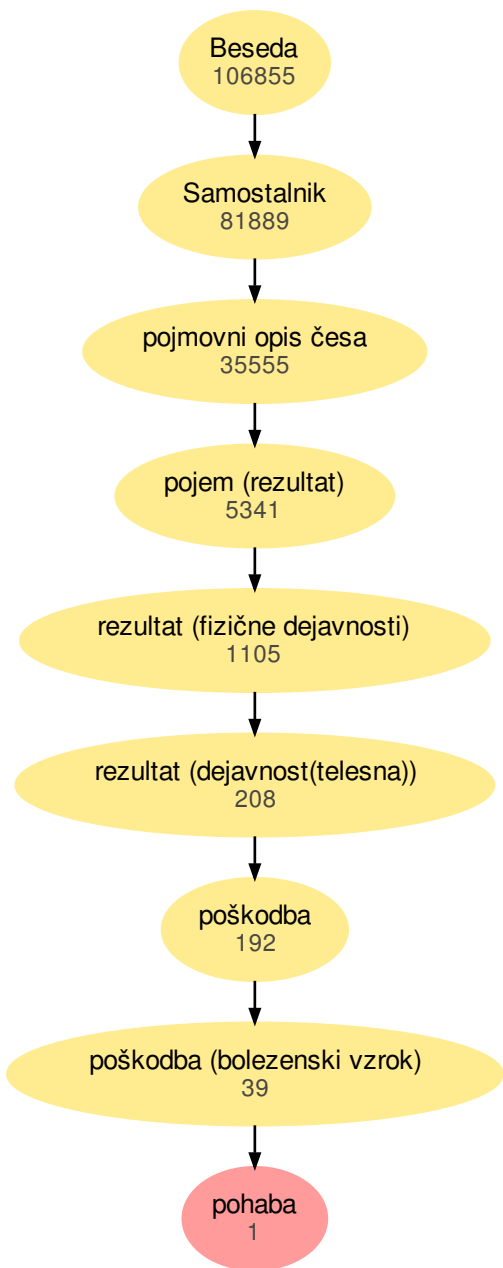 Beseda
106855
Samostalnik
81889
pojmovni opis česa
35555
pojem (rezultat)
5341
rezultat (fizične dejavnosti)
1105
rezultat (dejavnost(telesna))
208
poškodba
192
poškodba (bolezenski vzrok)
39
pohaba
1